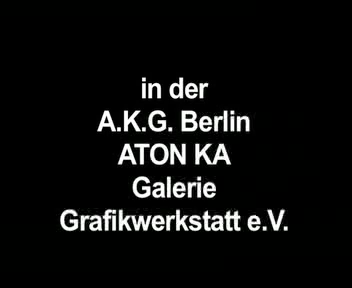 in der
A.K.G. Berlin
ATON KA
Galerie
Grafikwerkstatt e.V.